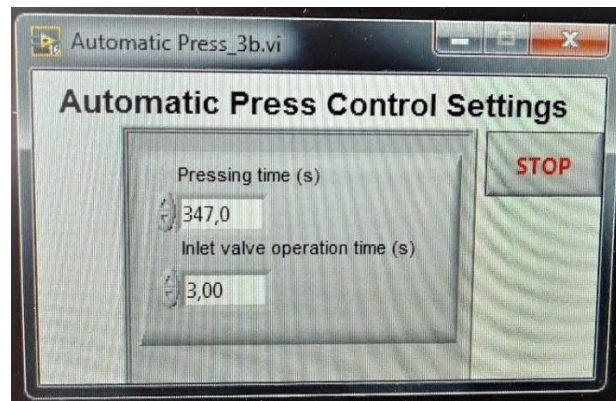 Automatic Press_3b.vi
Automatic Press Control Settings
STOP
Pressing time (s)
347,0
Inlet valve operation time (s)
3,00